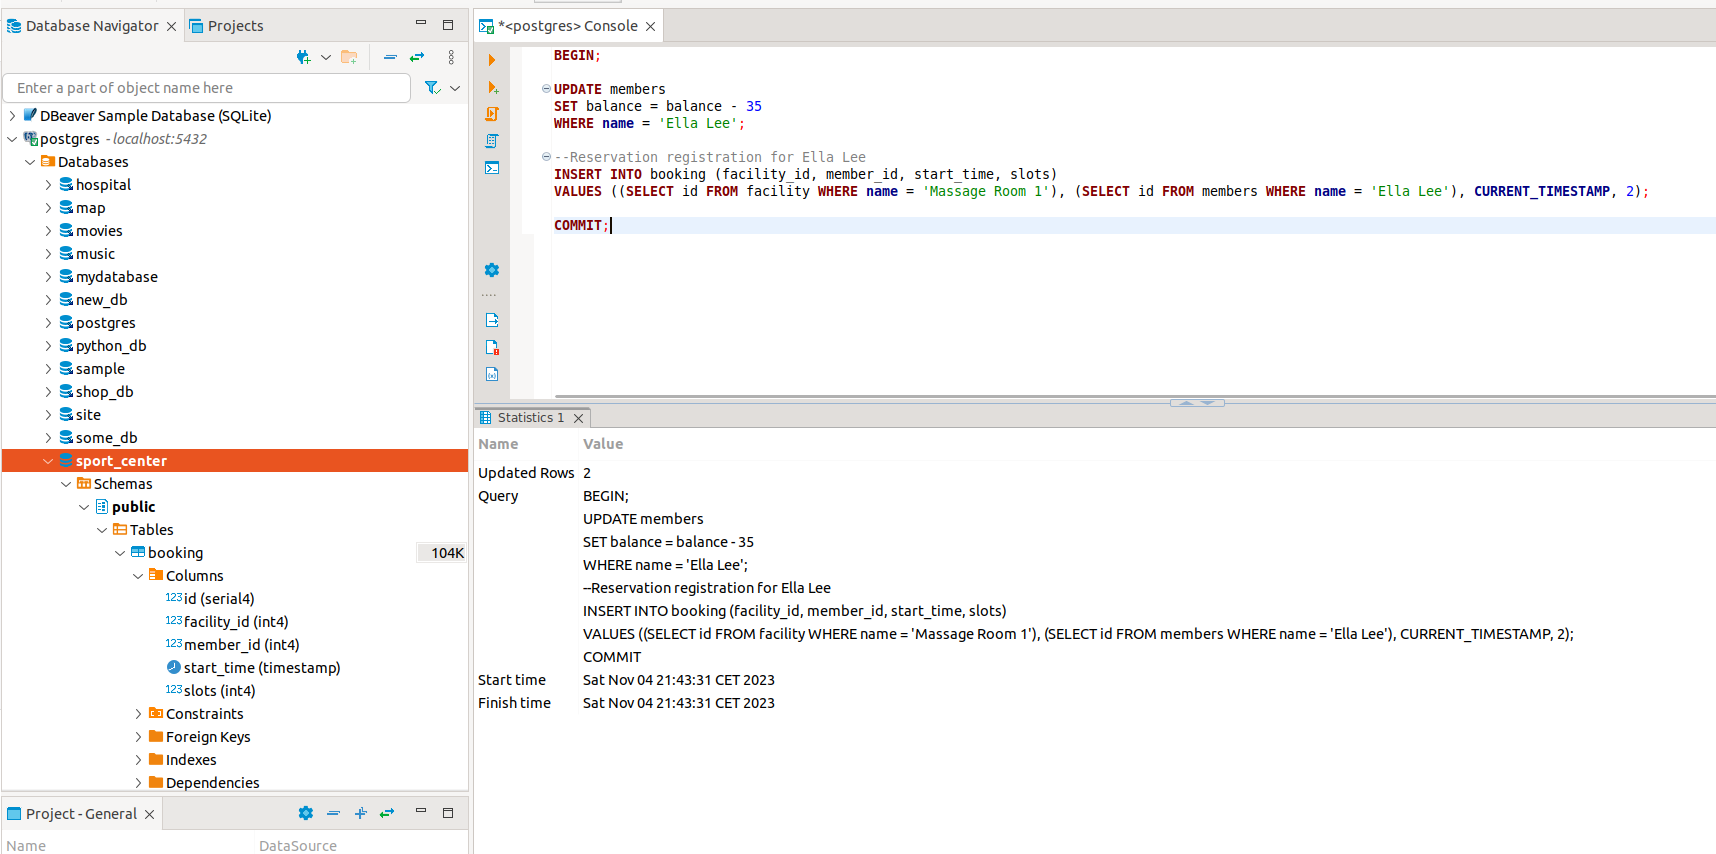 Database Navigator
Projects
Enter a part of object name here
DBeaver Sample Database (SQLite)
postgres - localhost:5432
Databases
hospital
map
movies
music
mydatabase
new_db
postgres
python_db
sample
shop_db
site
some_db
sport_center
Schemas
public
Tables
booking 104K
Columns
123 id (serial4)
123 facility_id (int4)
123 member_id (int4)
start_time (timestamp)
123 slots (int4)
Constraints
Foreign Keys
Indexes
Dependencies
Project - General
Name DataSource
*<postgres> Console
BEGIN;
UPDATE members
SET balance = balance - 35
WHERE name = 'Ella Lee';
--Reservation registration for Ella Lee
INSERT INTO booking (facility_id, member_id, start_time, slots)
VALUES ((SELECT id FROM facility WHERE name = 'Massage Room 1'), (SELECT id FROM members WHERE name = 'Ella Lee'), CURRENT_TIMESTAMP, 2);
COMMIT;
Statistics 1
Name Value
Updated Rows 2
Query BEGIN;
UPDATE members
SET balance = balance - 35
WHERE name = 'Ella Lee';
--Reservation registration for Ella Lee
INSERT INTO booking (facility_id, member_id, start_time, slots)
VALUES ((SELECT id FROM facility WHERE name = 'Massage Room 1'), (SELECT id FROM members WHERE name = 'Ella Lee'), CURRENT_TIMESTAMP, 2);
COMMIT
Start time Sat Nov 04 21:43:31 CET 2023
Finish time Sat Nov 04 21:43:31 CET 2023